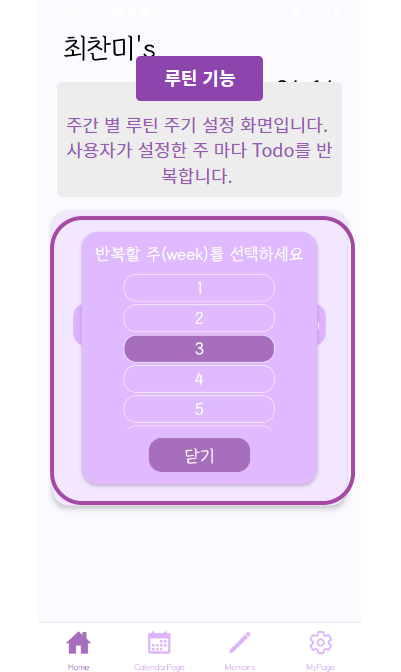 최찬미's
루틴 기능
주간 별 루틴 주기 설정 화면입니다.
사용자가 설정한 주 마다 Todo를 반
복합니다.
반복할 주(week)를 선택하세요
1
2
3
4
5
닫기
Home
CalendarPage
Memoirs
MyPage